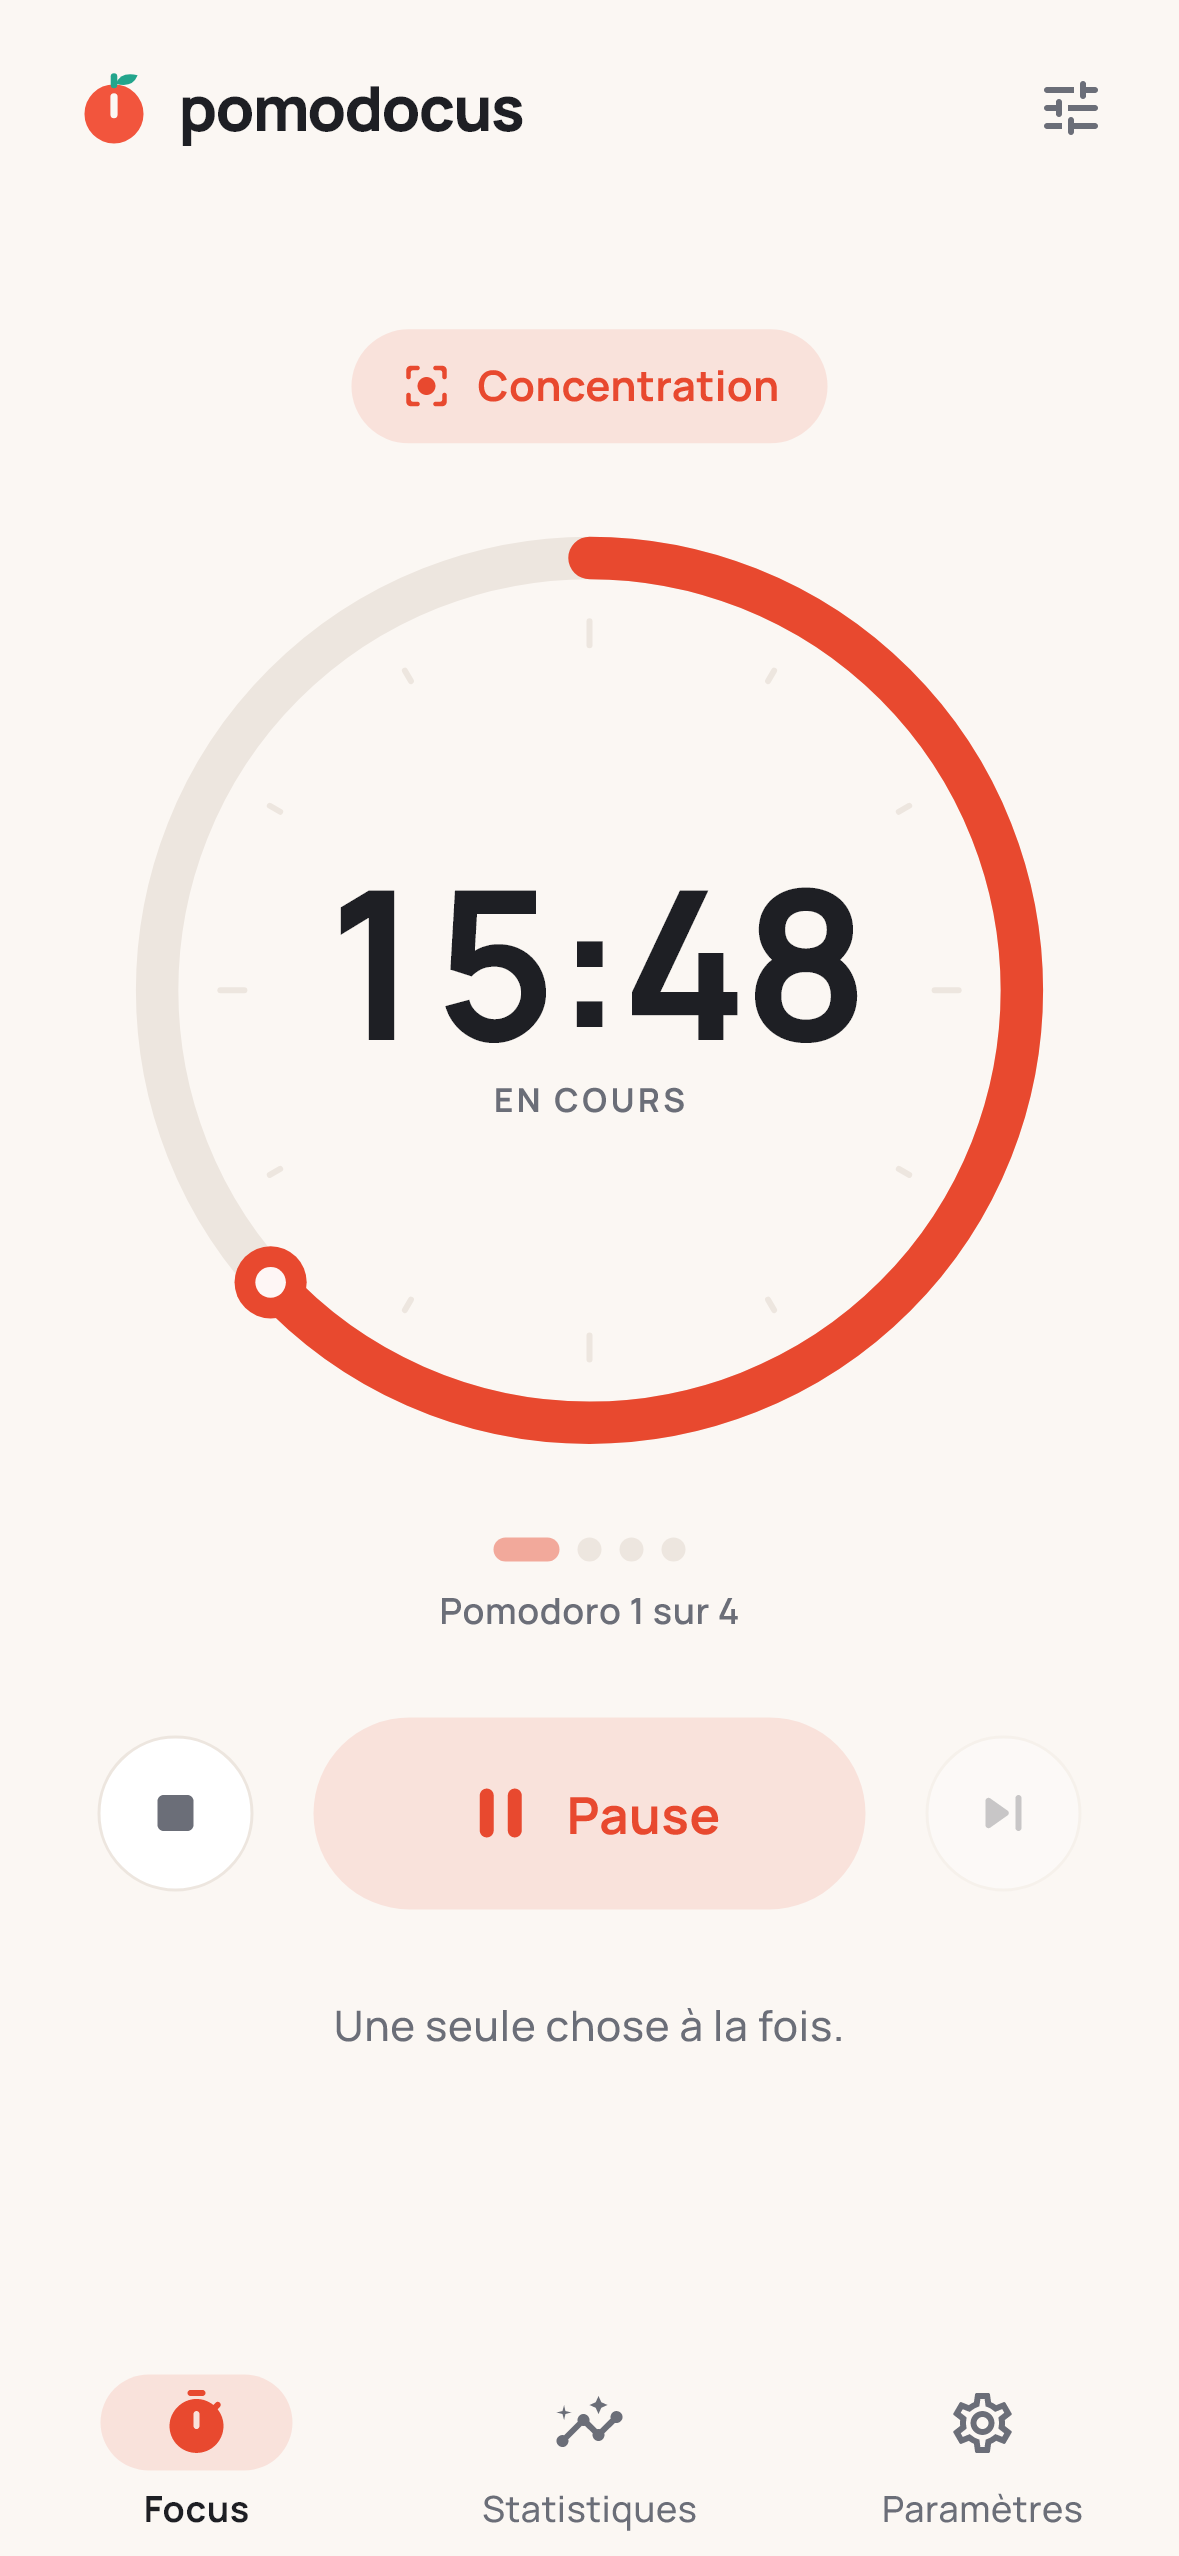 pomodocus
Concentration
15:48
EN COURS
Pomodoro 1 sur 4
Pause
Une seule chose à la fois.
Focus
Statistiques
Paramètres